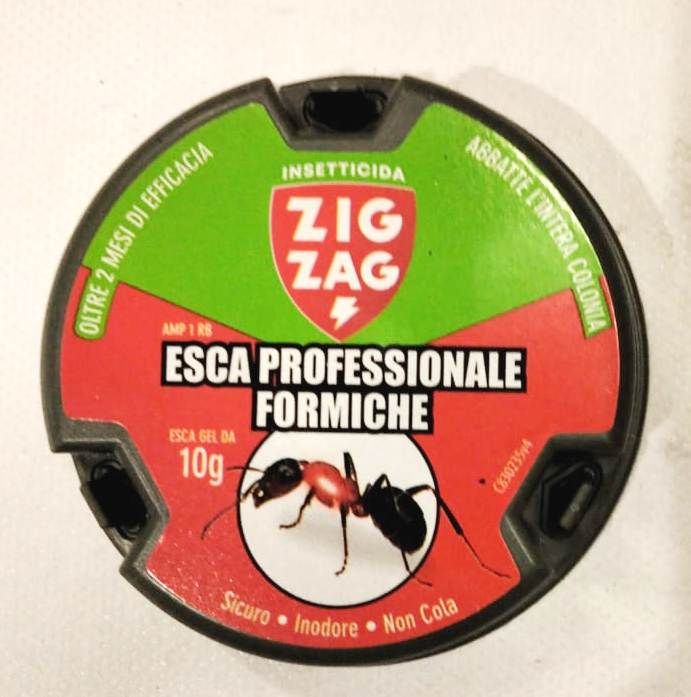 OLTRE 2 MESI DI EFFICACIA
ABBATTE L'INTERA COLONIA
INSETTICIDA
ZIG
ZAG
AMP 1 RB
ESCA PROFESSIONALE
FORMICHE
ESCA GEL DA
10g
C830735v4
Sicuro • Inodore • Non Cola